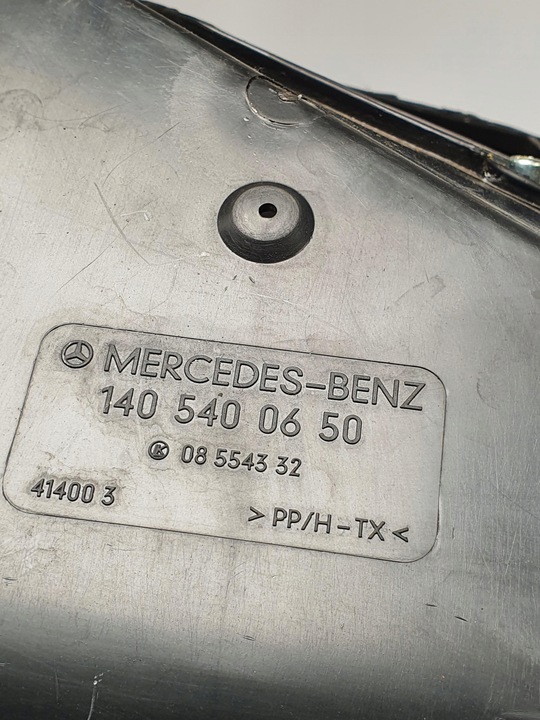 MERCEDES-BENZ
140 540 06 50
08 5543 32
41400 3
> PP/H-TX <